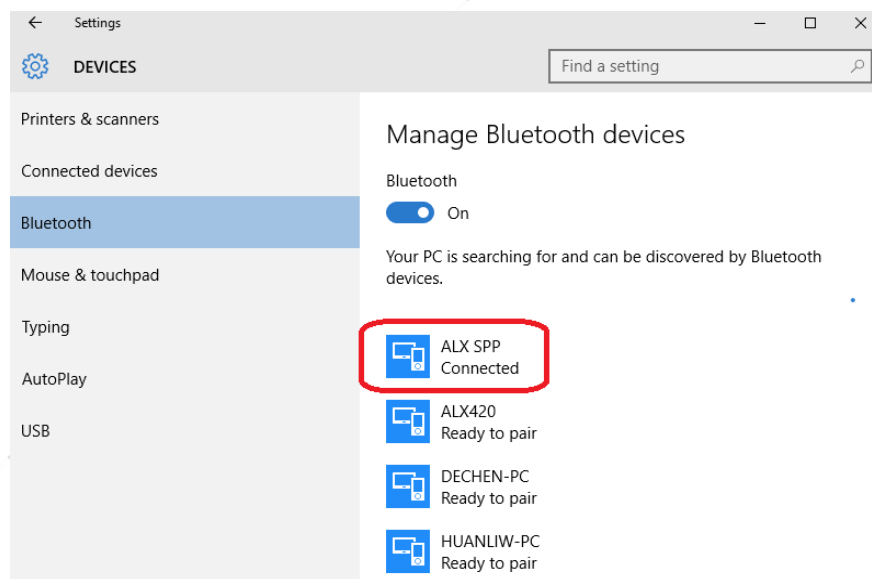 Settings
DEVICES
Find a setting
Printers & scanners
Connected devices
Bluetooth
Mouse & touchpad
Typing
AutoPlay
USB
Manage Bluetooth devices
Bluetooth
On
Your PC is searching for and can be discovered by Bluetooth
devices.
ALX SPP
Connected
ALX420
Ready to pair
DECHEN-PC
Ready to pair
HUANLIW-PC
Ready to pair